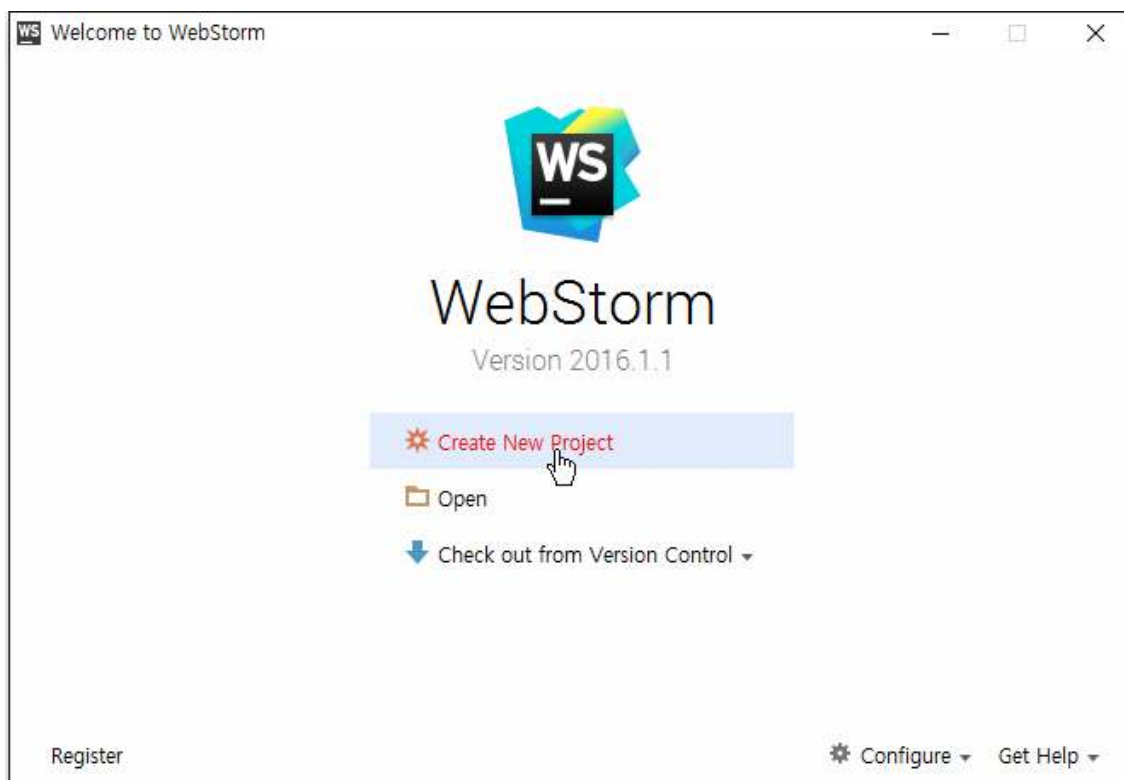 WS Welcome to WebStorm
WS
WebStorm
Version 2016.1.1
Create New Project
Open
Check out from Version Control
Register
Configure
Get Help